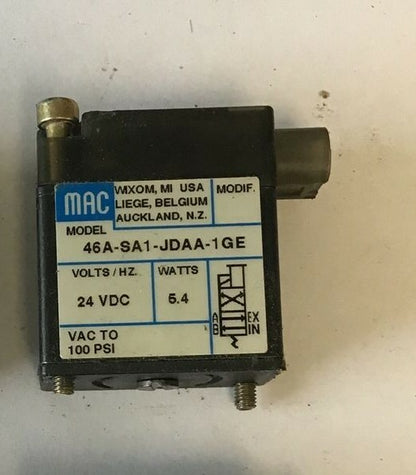 MAC
WIXOM, MI USA
LIEGE, BELGIUM
AUCKLAND, N.Z.
MODIF.
MODEL
46A-SA1-JDAA-1GE
VOLTS / HZ.
24 VDC
WATTS
5.4
A EX
B IN
VAC TO
100 PSI